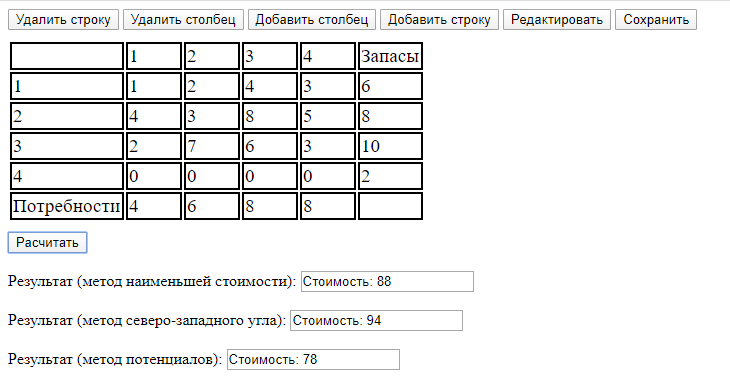 Удалить строку Удалить столбец Добавить столбец Добавить строку Редактировать Сохранить
1 2 3 4 Запасы
1 1 2 4 3 6
2 4 3 8 5 8
3 2 7 6 3 10
4 0 0 0 0 2
Потребности 4 6 8 8
Расчитать
Результат (метод наименьшей стоимости): Стоимость: 88
Результат (метод северо-западного угла): Стоимость: 94
Результат (метод потенциалов): Стоимость: 78